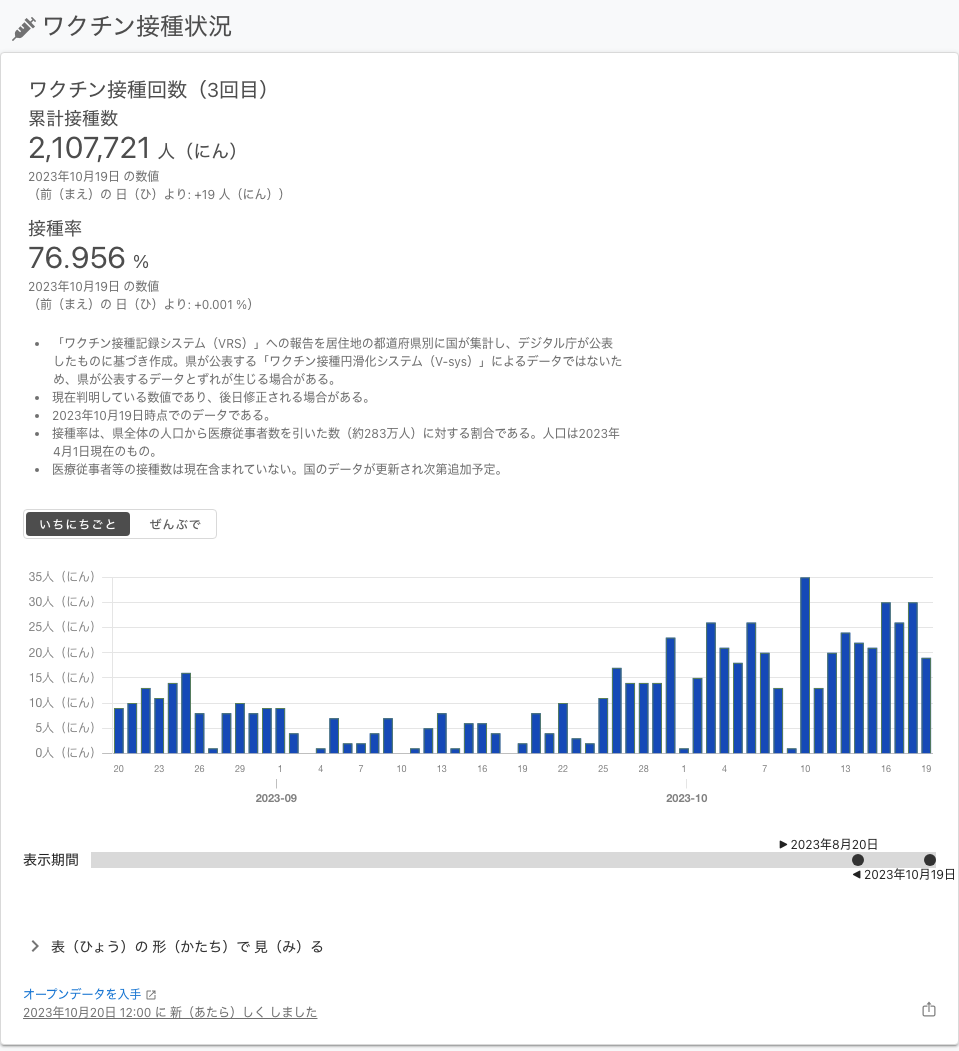 ワクチン接種状況
ワクチン接種回数（3回目）
累計接種数
2,107,721 人（にん）
2023年10月19日 の数値
（前（まえ）の 日（ひ）より: +19 人（にん））
接種率
76.956 %
2023年10月19日 の数値
（前（まえ）の 日（ひ）より: +0.001 %）
• 「ワクチン接種記録システム（VRS）」への報告を居住地の都道府県別に国が集計し、デジタル庁が公表
したものに基づき作成。県が公表する「ワクチン接種円滑化システム（V-sys）」によるデータではないた
め、県が公表するデータとずれが生じる場合がある。
• 現在判明している数値であり、後日修正される場合がある。
• 2023年10月19日時点でのデータである。
• 接種率は、県全体の人口から医療従事者数を引いた数（約283万人）に対する割合である。人口は2023年
4月1日現在のもの。
• 医療従事者等の接種数は現在含まれていない。国のデータが更新され次第追加予定。
いちにちごと ぜんぶで
35人（にん）
30人（にん）
25人（にん）
20人（にん）
15人（にん）
10人（にん）
5人（にん）
0人（にん）
20 23 26 29 1 4 7 10 13 16 19 22 25 28 1 4 7 10 13 16 19
2023-09 2023-10
2023年8月20日
表示期間
2023年10月19日
表（ひょう）の 形（かたち）で 見（み）る
オープンデータを入手
2023年10月20日 12:00 に 新（あたら）しく しました